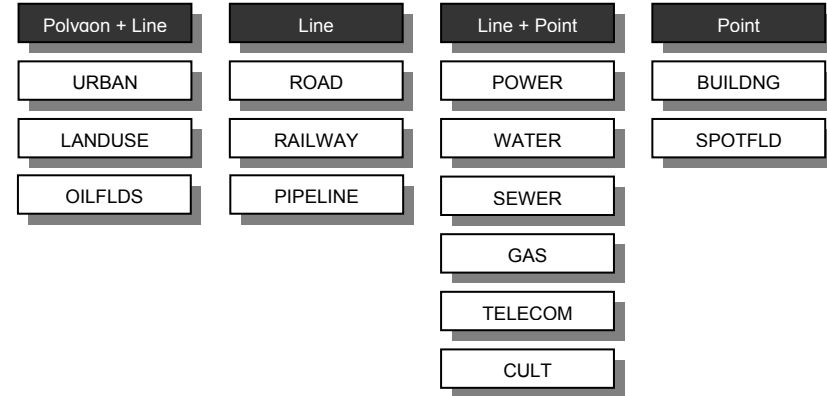 Polygon + Line
URBAN
LANDUSE
OILFLDS
Line
ROAD
RAILWAY
PIPELINE
Line + Point
POWER
WATER
SEWER
GAS
TELECOM
CULT
Point
BUILDNG
SPOTFLD